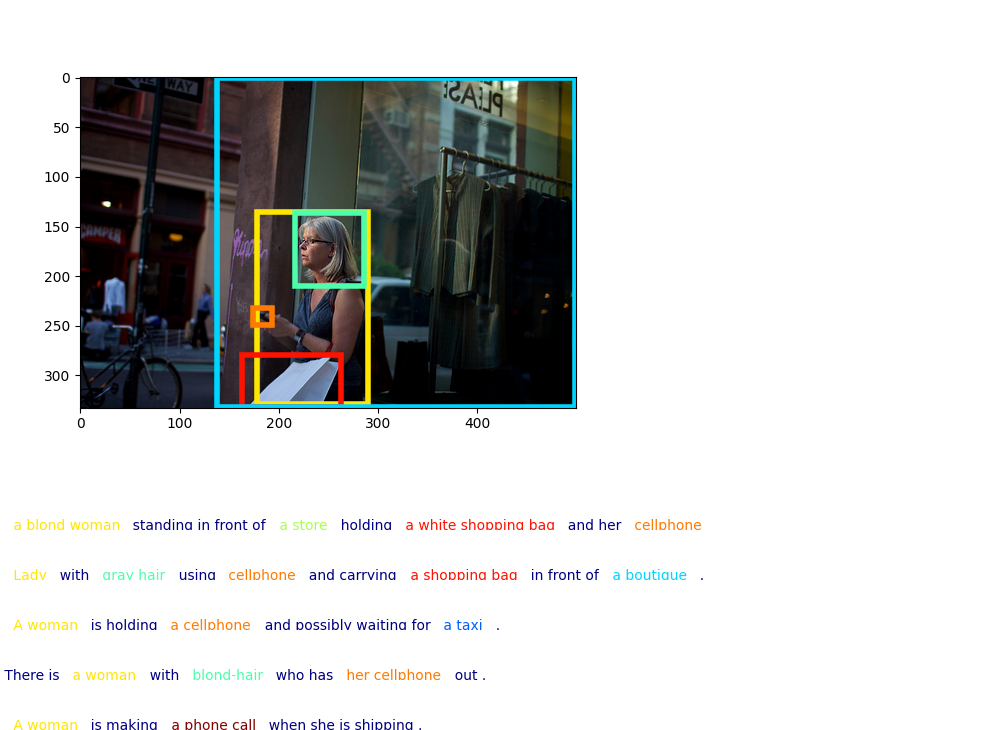 0
50
WAY
PLEAS
100
150
CAMPER
200
250
300
0 100 200 300 400
a blond woman standing in front of a store holding a white shopping bag and her cellphone
Lady with gray hair using cellphone and carrying a shopping bag in front of a boutique .
A woman is holding a cellphone and possibly waiting for a taxi .
There is a woman with blond-hair who has her cellphone out .
A woman is making a phone call when she is shipping .